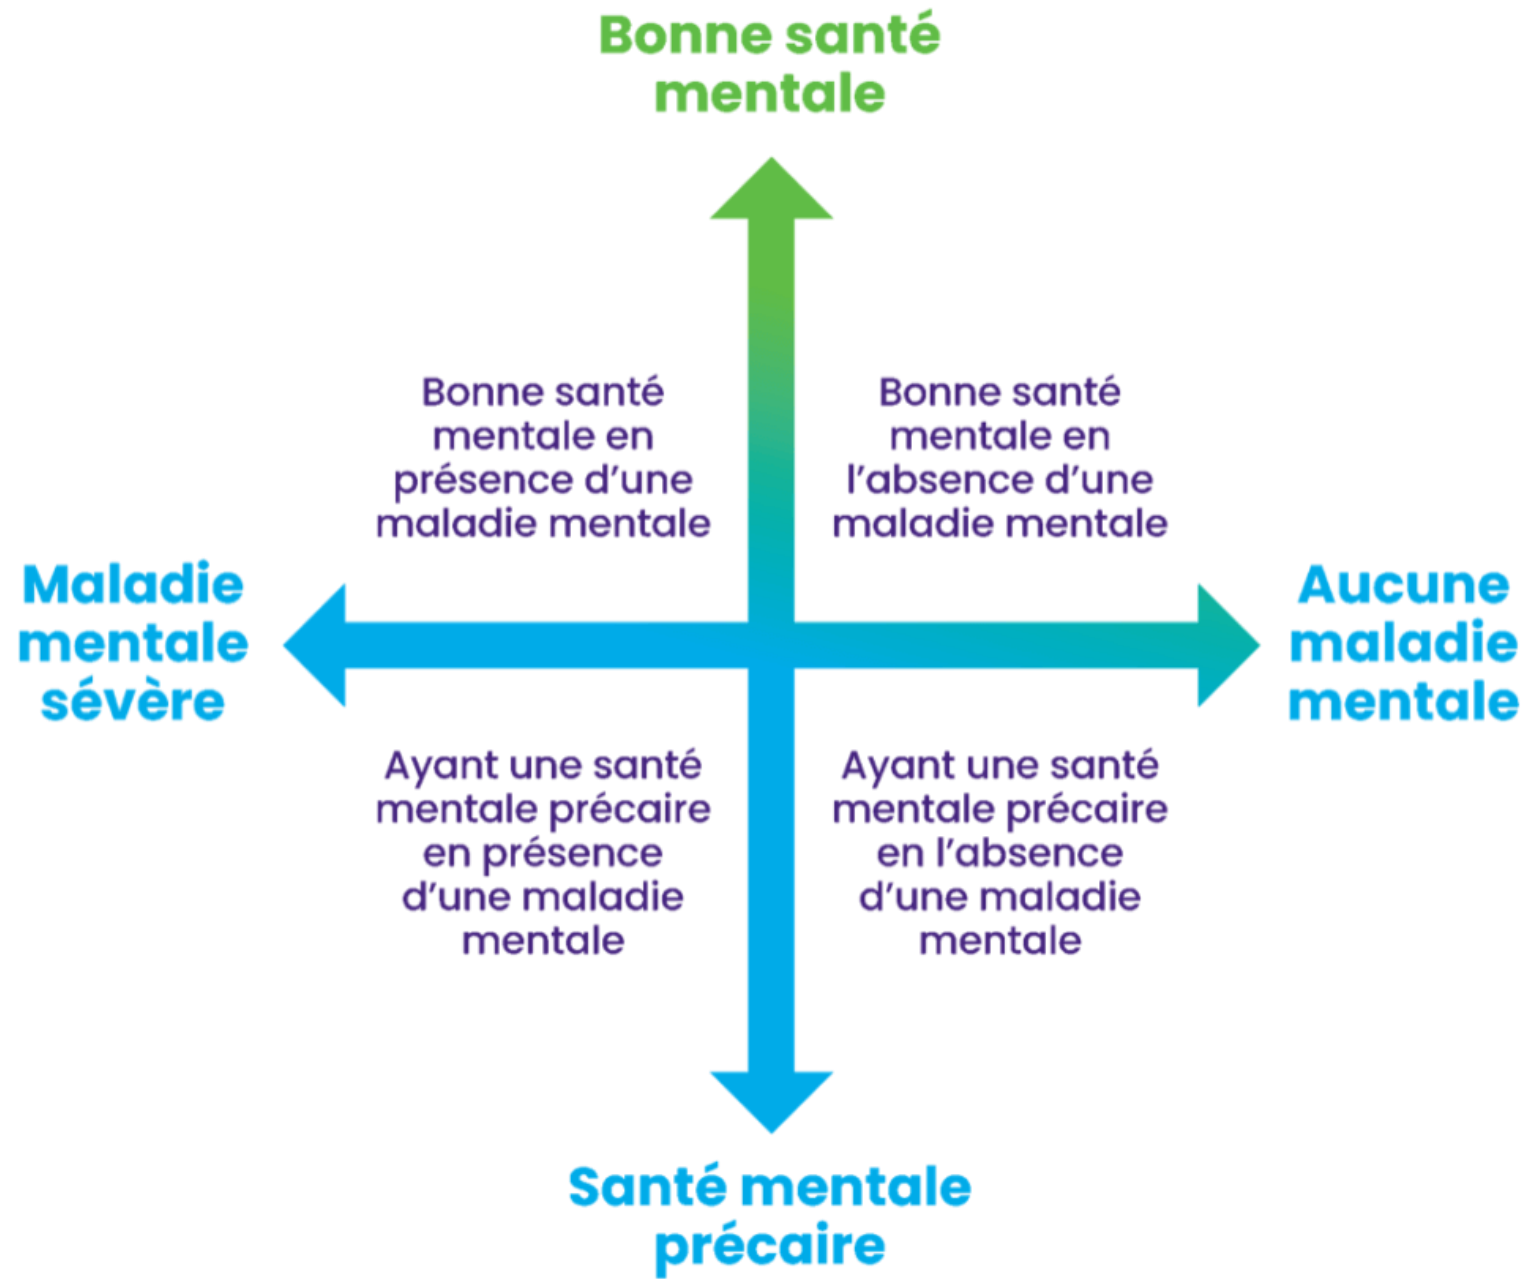 Bonne santé
mentale
Bonne santé
mentale en
présence d’une
maladie mentale
Bonne santé
mentale en
l’absence d’une
maladie mentale
Maladie
mentale
sévère
Aucune
maladie
mentale
Ayant une santé
mentale précaire
en présence
d’une maladie
mentale
Ayant une santé
mentale précaire
en l’absence
d’une maladie
mentale
Santé mentale
précaire